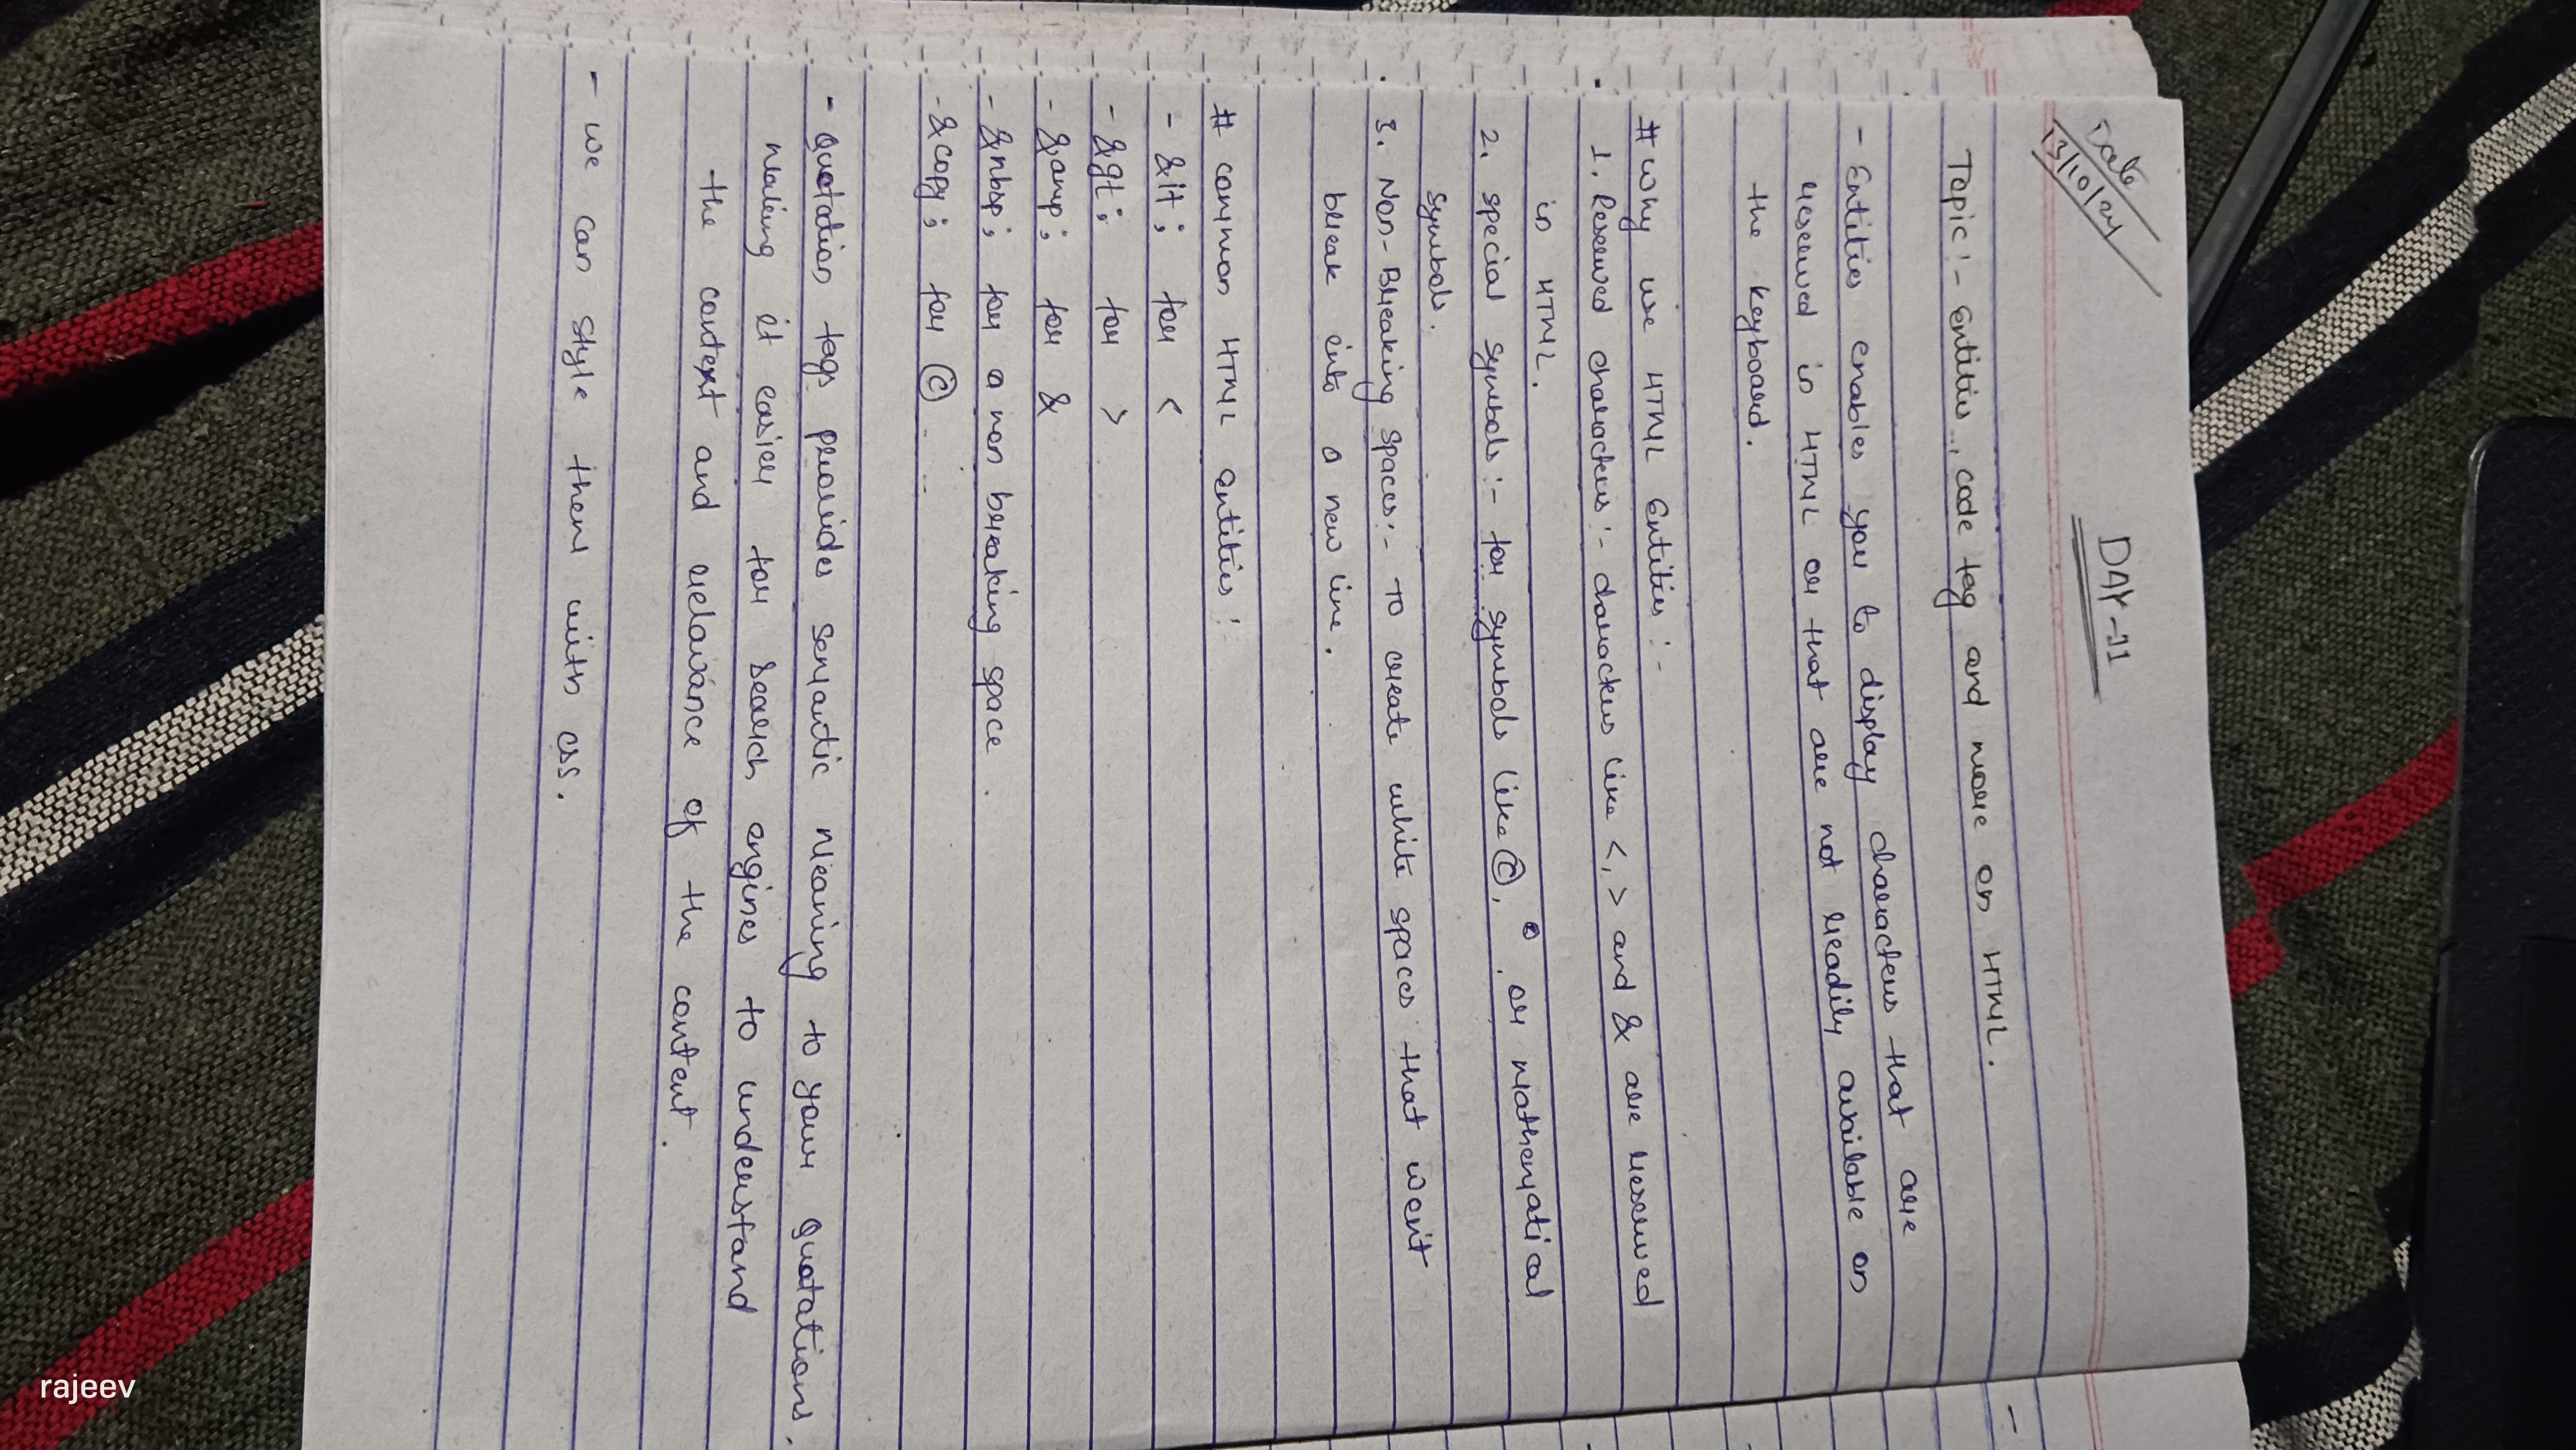 Date
13/10/24
DAY-11
Topic:- Entities, code tag and more on HTML.
- Entities enables you to display characters that are
reserved in HTML or that are not readily available on
the keyboard.
# Why use HTML Entities:-
1. Reserved characters:- characters like <, > and & are reserved
in HTML.
2. special symbols:- for symbols like ©, , or mathematical
symbols.
3. Non-Breaking Spaces:- To create white spaces that won't
break into a new line.
# common HTML entities:
- &lt; for <
- &gt; for >
- &amp; for &
- &nbsp; for a non breaking space.
- &copy; for ©
- Quotation tags provides semantic meaning to your Quotations.
Making it easier for search engines to understand
the context and relavance of the content.
- we can style them with css.
rajeev